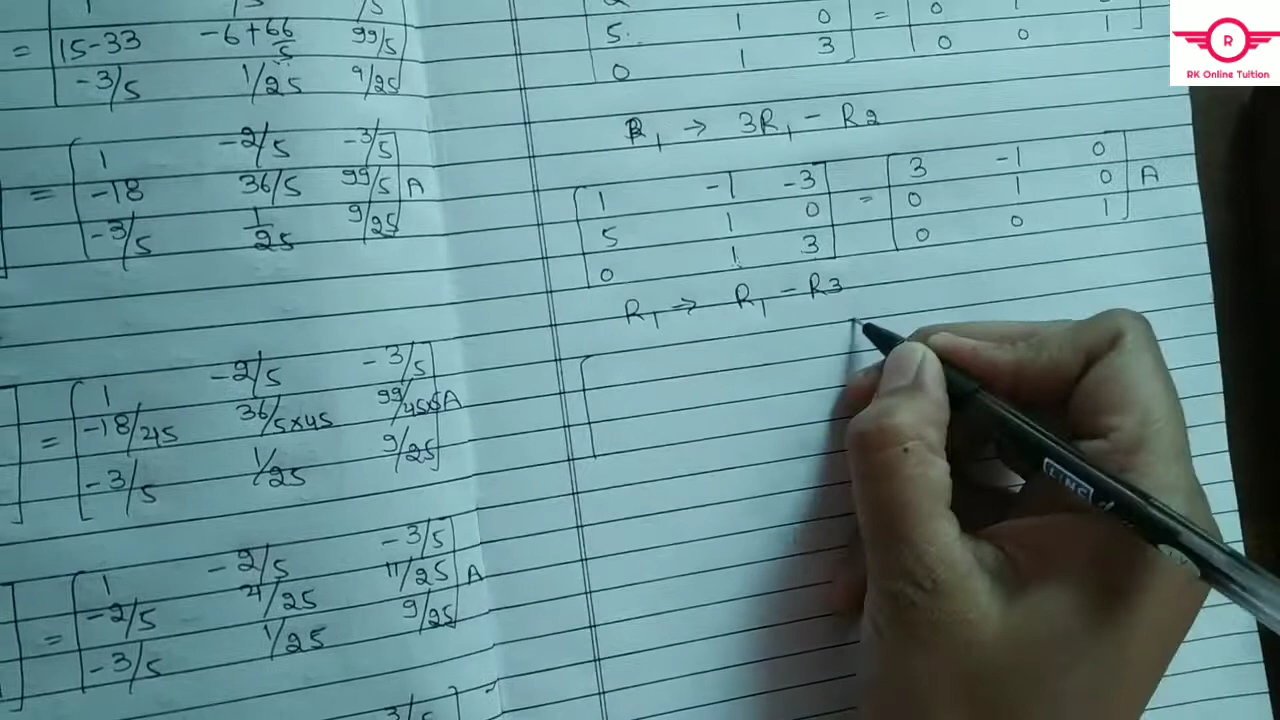 = 15-33 -6+66/5 99/5
-3/5 1/25 9/25
1 -2/5 -3/5
= -18 36/5 99/5 A
-3/5 1/25 9/25
1 -2/5 -3/5
= -18/45 36/5×45 99/45×5 A
-3/5 1/25 9/25
1 -2/5 -3/5
= -2/5 4/25 11/25 A
-3/5 1/25 9/25
-3/5
5 1 0 = 0
0 1 3 0 0 1
R1 → 3R1 - R2
1 -1 -3 3 -1 0
5 1 0 = 0 1 0 A
0 1 3 0 0 1
R1 → R1 - R3
LINC
R
RK Online Tuition